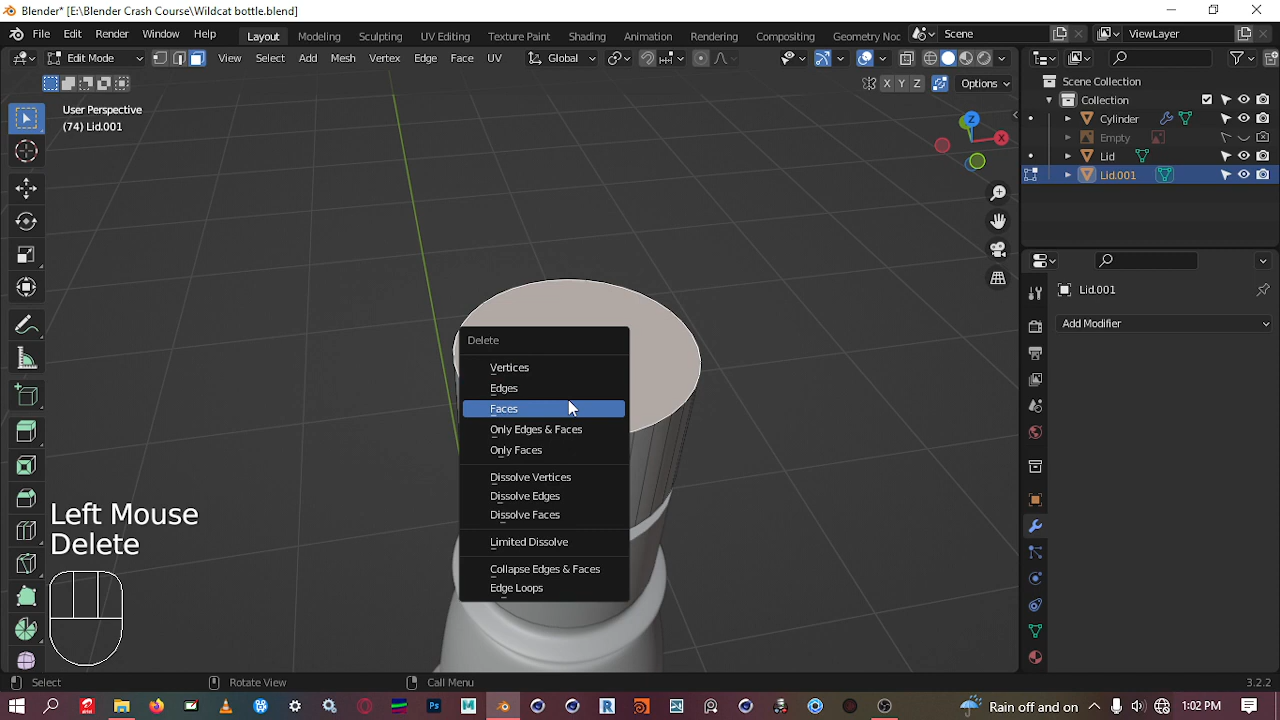 Blender* [E:\Blender Crash Course\Wildcat bottle.blend]
File Edit Render Window Help Layout Modeling Sculpting UV Editing Texture Paint Shading Animation Rendering Compositing Geometry Noc Scene ViewLayer
Edit Mode View Select Add Mesh Vertex Edge Face UV Global
X Y Z Options
Scene Collection
Collection
Cylinder
Empty
Lid
Lid.001
User Perspective
(74) Lid.001
Z
X
Lid.001
Add Modifier
Delete
Vertices
Edges
Faces
Only Edges & Faces
Only Faces
Dissolve Vertices
Dissolve Edges
Dissolve Faces
Limited Dissolve
Collapse Edges & Faces
Edge Loops
Left Mouse
Delete
Select Rotate View Call Menu 3.2.2
Rain off and on 1:02 PM